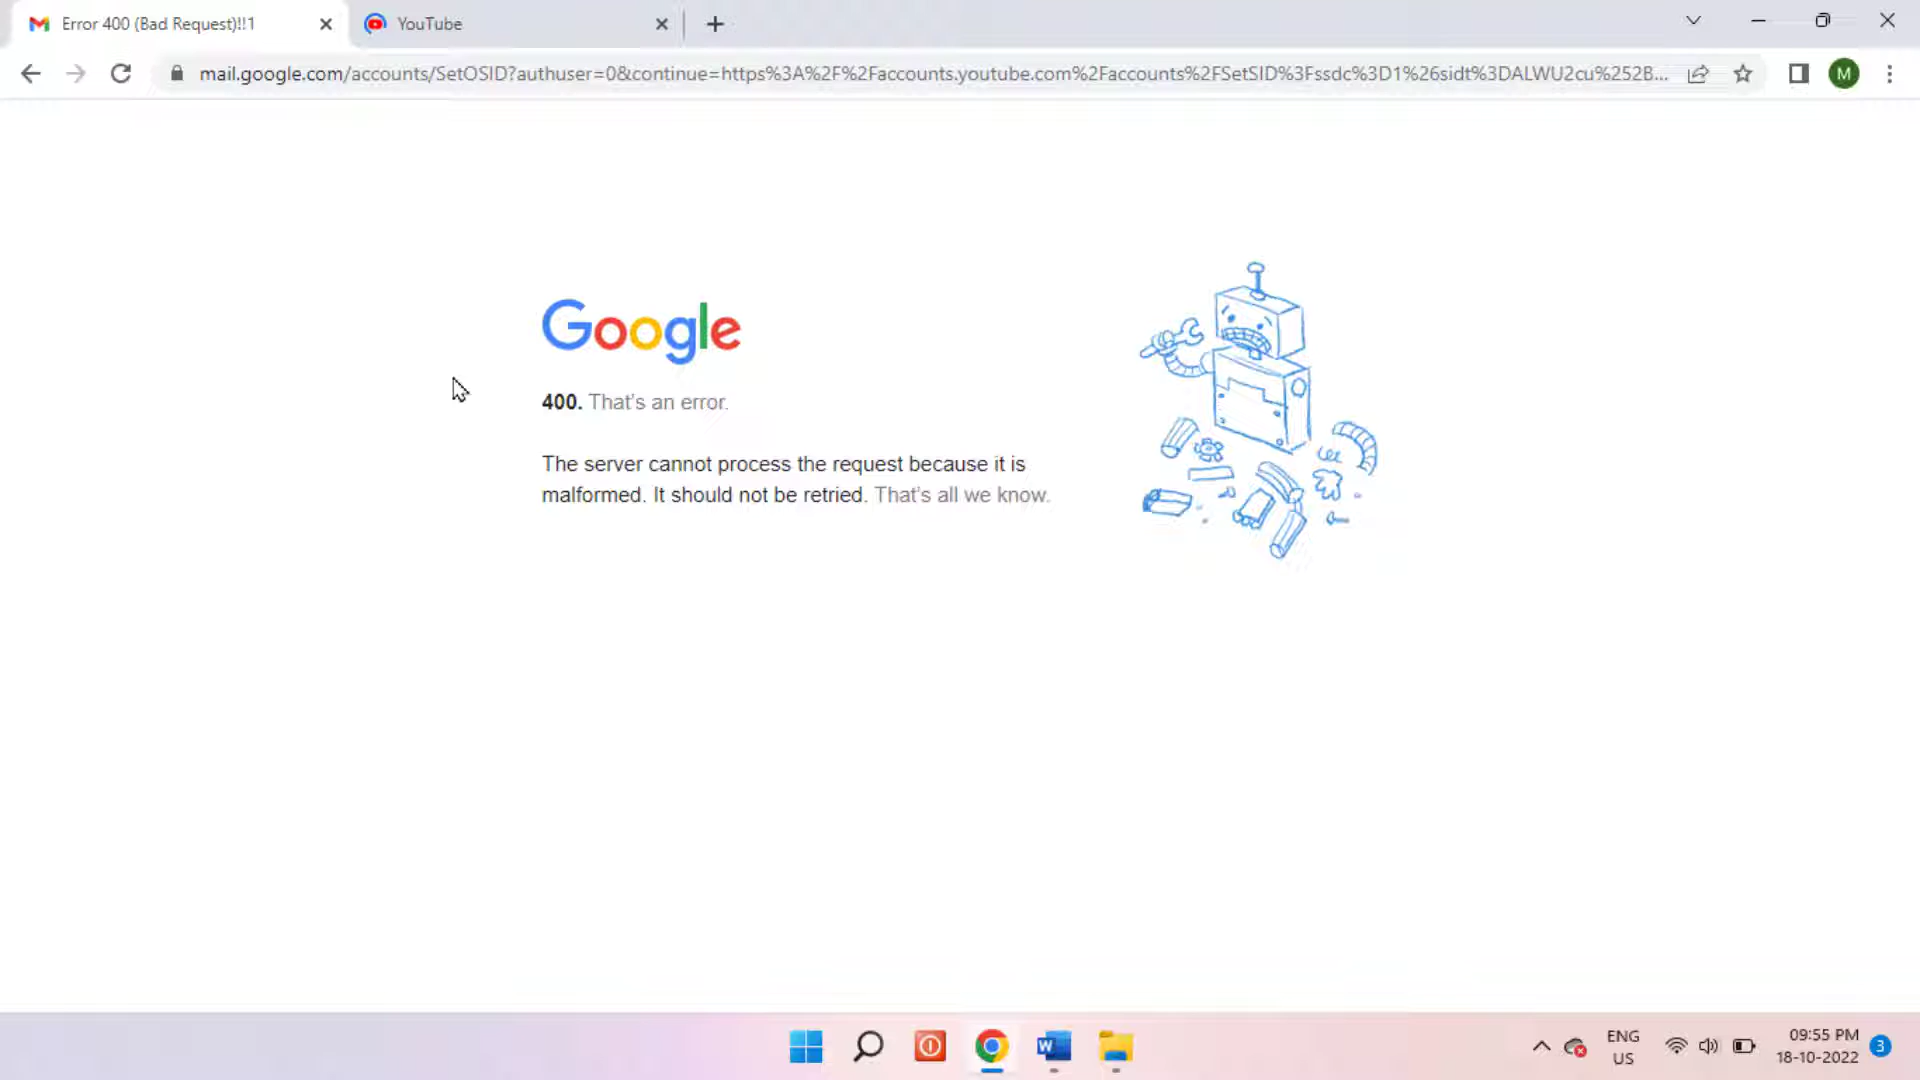 Error 400 (Bad Request)!!1
YouTube
mail.google.com/accounts/SetOSID?authuser=0&continue=https%3A%2F%2Faccounts.youtube.com%2Faccounts%2FSetSID%3Fssdc%3D1%26sidt%3DALWU2cu%252B...
M
Google
400. That's an error.
The server cannot process the request because it is
malformed. It should not be retried. That's all we know.
W
ENG
US
09:55 PM
18-10-2022
3